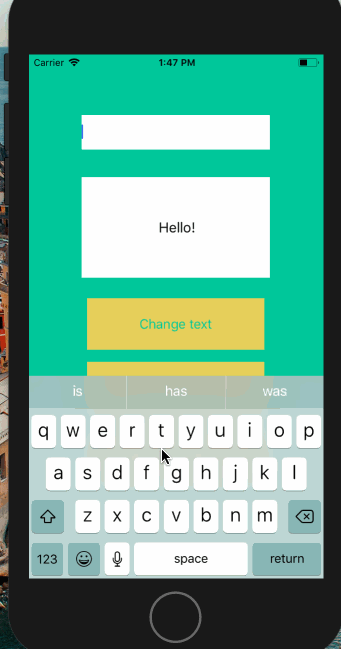 Carrier 1:47 PM
Hello!
Change text
is has was
q w e r t y u i o p
a s d f g h j k l
z x c v b n m
123 space return